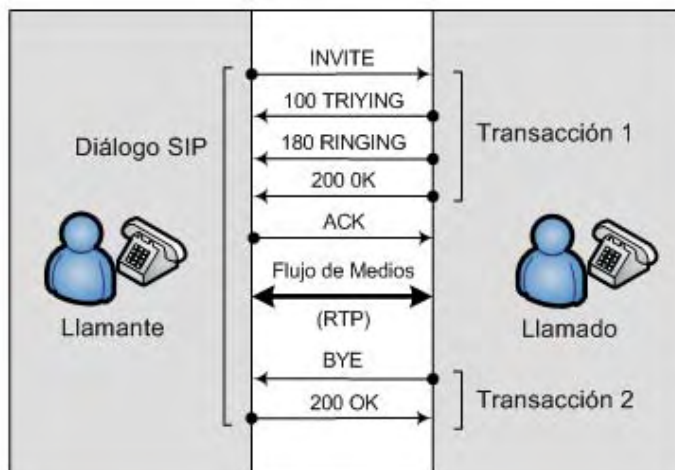 INVITE
100 TRIYING
Diálogo SIP
180 RINGING
Transacción 1
200 0K
ACK
Flujo de Medios
(RTP)
Llamante
Llamado
BYE
200 OK
Transacción 2